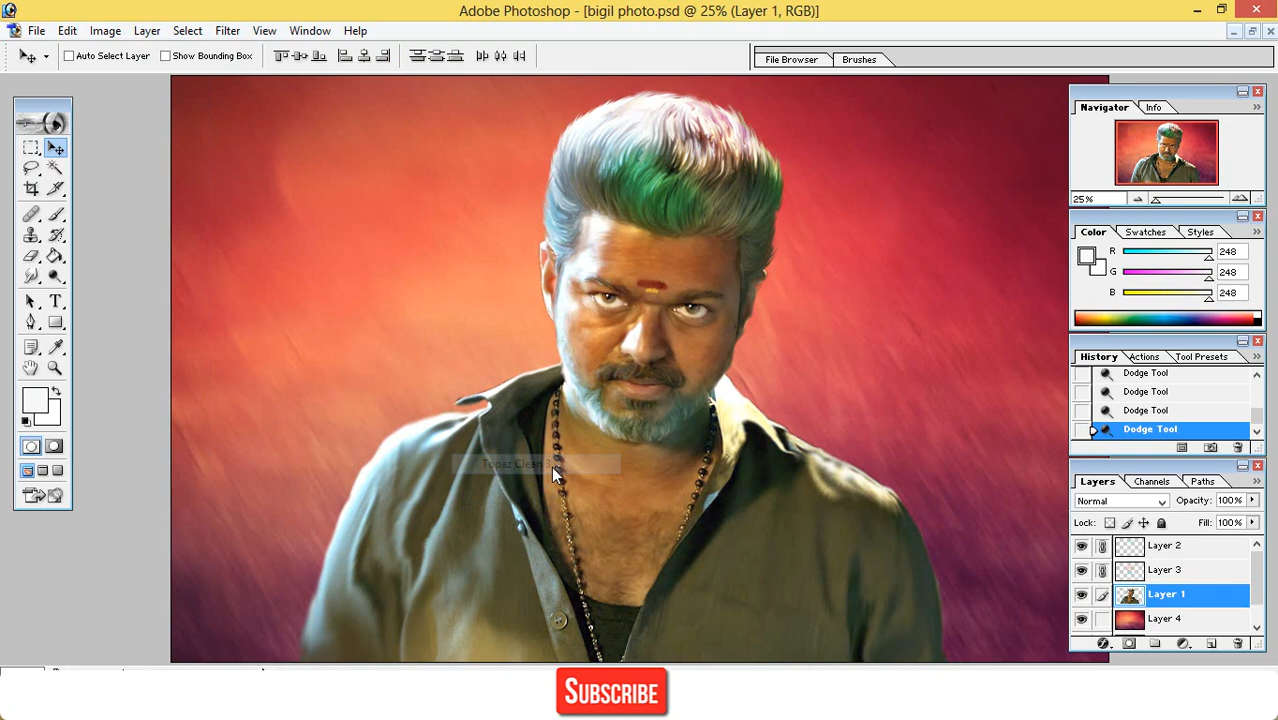 Adobe Photoshop - [bigil photo.psd @ 25% (Layer 1, RGB)]
File Edit Image Layer Select Filter View Window Help
Auto Select Layer Show Bounding Box File Browser Brushes
Navigator Info
25%
Color Swatches Styles
R 248
G 248
B 248
History Actions Tool Presets
Dodge Tool
Dodge Tool
Dodge Tool
Dodge Tool
Layers Channels Paths
Normal Opacity: 100%
Lock: Fill: 100%
Layer 2
Layer 3
Layer 1
Layer 4
Topaz Clean 3
SUBSCRIBE